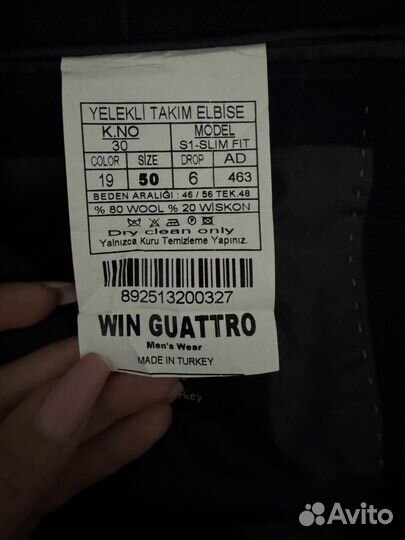 YELEKLİ TAKIM ELBİSE
K.NO MODEL
30 S1-SLIM FIT
COLOR SIZE DROP AD
19 50 6 463
BEDEN ARALIĞI : 46 / 56 TEK.48
% 80 WOOL % 20 WISKON
Dry clean only
Yalnızca Kuru Temizleme Yapınız.
892513200327
WIN GUATTRO
Men's Wear
MADE IN TURKEY
Avito